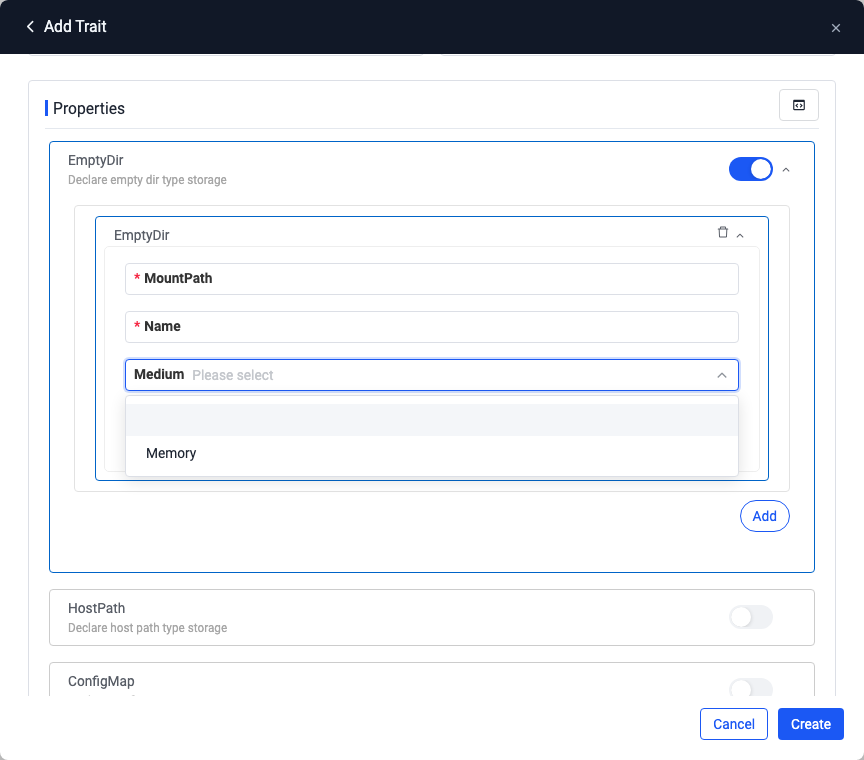 Add Trait
Properties
EmptyDir
Declare empty dir type storage
EmptyDir
* MountPath
* Name
Medium Please select
Memory
Add
HostPath
Declare host path type storage
ConfigMap
Cancel
Create